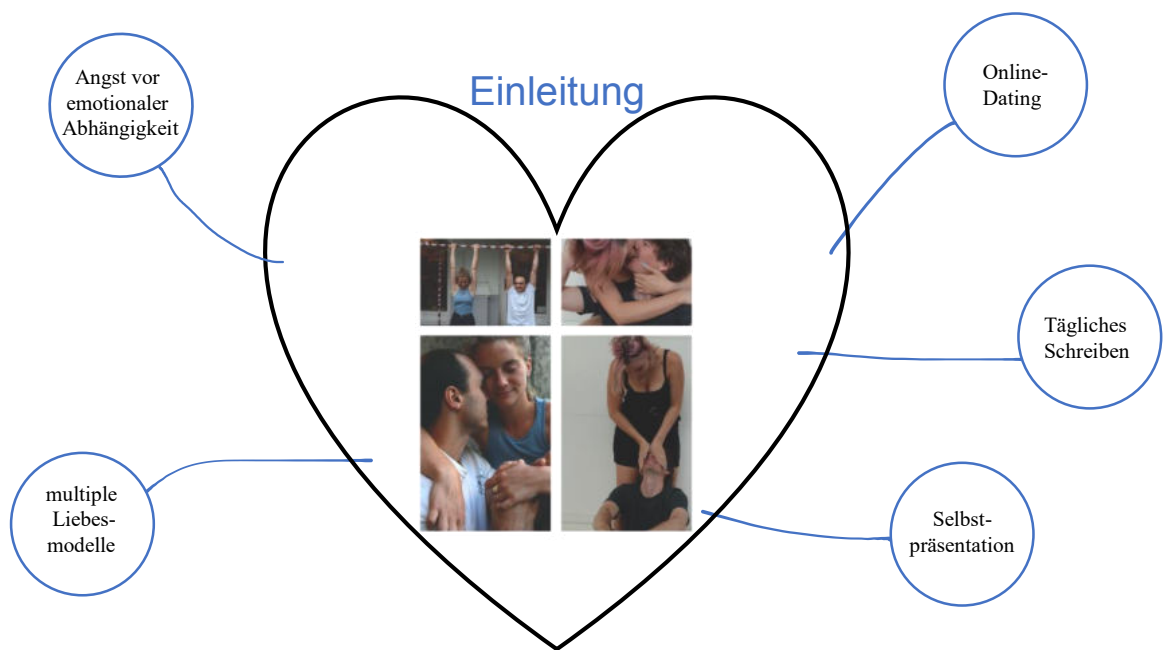 Einleitung
Angst vor
emotionaler
Abhängigkeit
Online-
Dating
Tägliches
Schreiben
multiple
Liebes-
modelle
Selbst-
präsentation